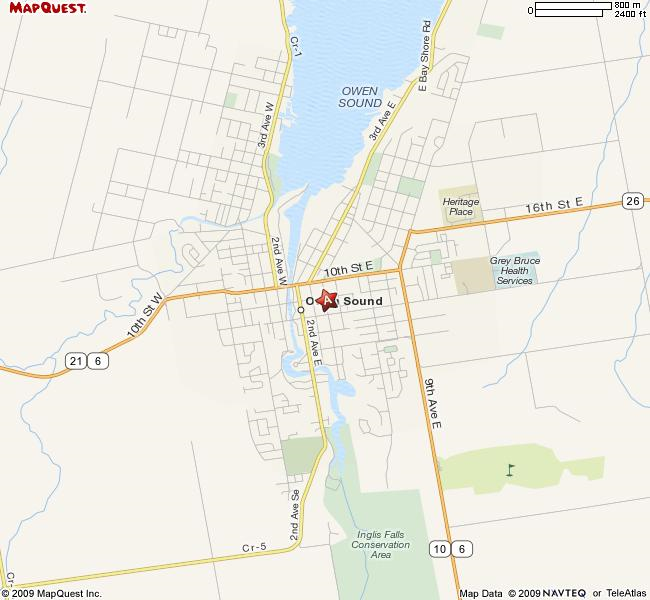 MAPQUEST.
0
800 m
2400 ft
Cr-1
E Bay Shore Rd
OWEN
SOUND
3rd Ave W
3rd Ave E
Heritage
Place
16th St E
26
2nd Ave W
10th St E
Grey Bruce
Health
Services
10th St W
A
Sound
2nd Ave E
21
6
9th Ave E
2nd Ave Se
Inglis Falls
Conservation
Area
Cr-5
10
6
Cr-
© 2009 MapQuest Inc.
Map Data © 2009 NAVTEQ or TeleAtlas